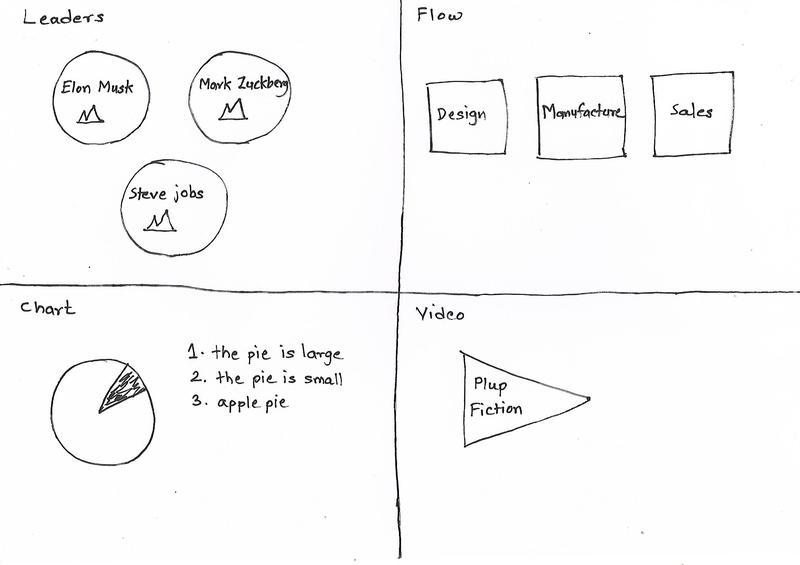 Leaders
Elon Musk
Mark Zuckberg
Steve jobs
Flow
Design
Manufacture
Sales
Chart
1. the pie is large
2. the pie is small
3. apple pie
Video
Plup
Fiction